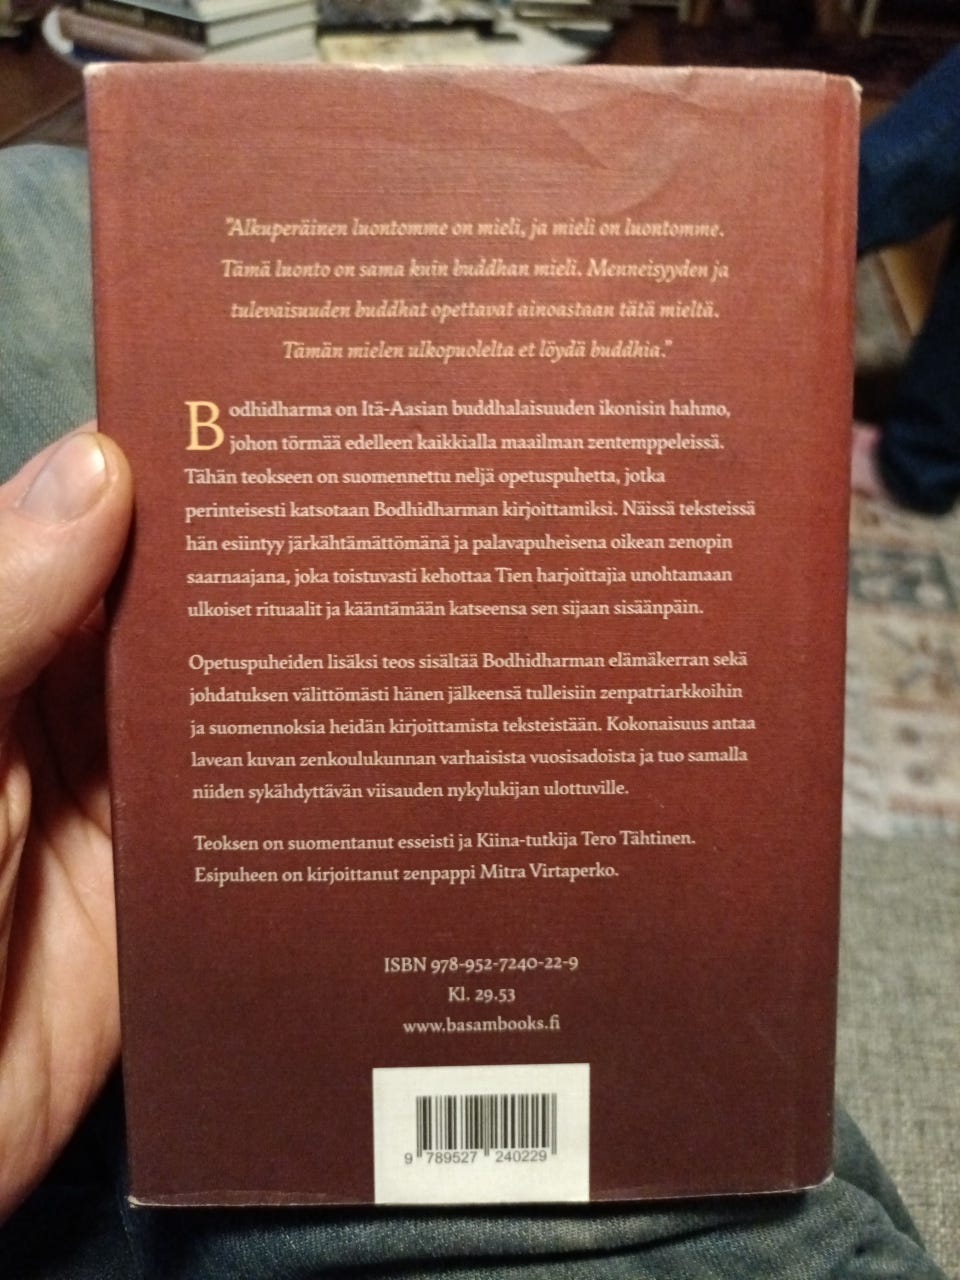 "Alkuperäinen luontomme on mieli, ja mieli on luontomme.
Tämä luonto on sama kuin buddhan mieli. Menneisyyden ja
tulevaisuuden buddhat opettavat ainoastaan tätä mieltä.
Tämän mielen ulkopuolelta et löydä buddhia."
Bodhidharma on Itä-Aasian buddhalaisuuden ikonisin hahmo,
johon törmää edelleen kaikkialla maailman zentemppeleissä.
Tähän teokseen on suomennettu neljä opetuspuhetta, jotka
perinteisesti katsotaan Bodhidharman kirjoittamiksi. Näissä teksteissä
hän esiintyy järkähtämättömänä ja palavapuheisena oikean zenopin
saarnaajana, joka toistuvasti kehottaa Tien harjoittajia unohtamaan
ulkoiset rituaalit ja kääntämään katseensa sen sijaan sisäänpäin.
Opetuspuheiden lisäksi teos sisältää Bodhidharman elämäkerran sekä
johdatuksen välittömästi hänen jälkeensä tulleisiin zenpatriarkkoihin
ja suomennoksia heidän kirjoittamista teksteistään. Kokonaisuus antaa
lavean kuvan zenkoulukunnan varhaisista vuosisadoista ja tuo samalla
niiden sykähdyttävän viisauden nykylukijan ulottuville.
Teoksen on suomentanut esseisti ja Kiina-tutkija Tero Tähtinen.
Esipuheen on kirjoittanut zenpappi Mitra Virtaperko.
ISBN 978-952-7240-22-9
Kl. 29.53
www.basambooks.fi
9 789527 240229